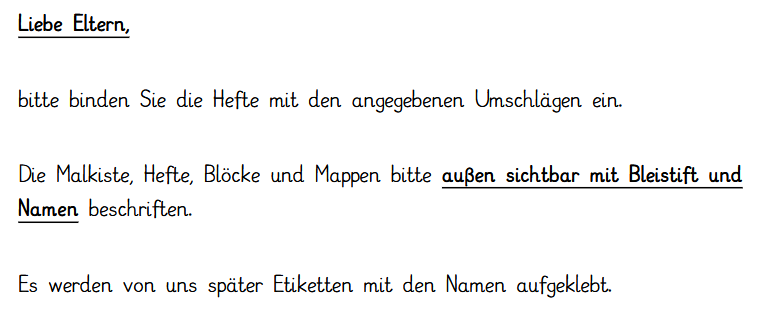 Liebe Eltern,
bitte binden Sie die Hefte mit den angegebenen Umschlägen ein.
Die Malkiste, Hefte, Blöcke und Mappen bitte außen sichtbar mit Bleistift und
Namen beschriften.
Es werden von uns später Etiketten mit den Namen aufgeklebt.